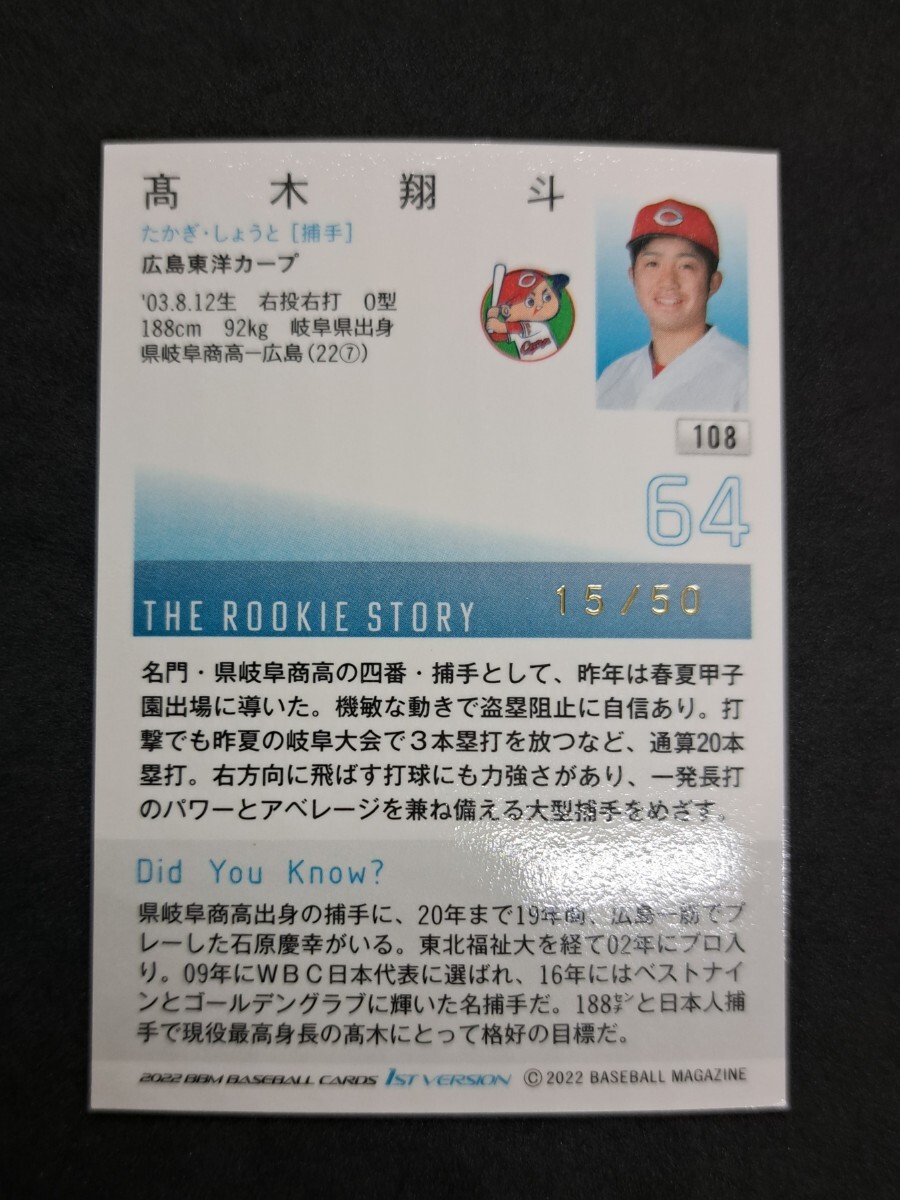 髙木翔斗
たかぎ・しょうと［捕手］
広島東洋カープ
'03.8.12生　右投右打　O型
188cm　92kg　岐阜県出身
県岐阜商高－広島（22⑦）
C
C
Carp
108
64
THE ROOKIE STORY
15/50
名門・県岐阜商高の四番・捕手として、昨年は春夏甲子
園出場に導いた。機敏な動きで盗塁阻止に自信あり。打
撃でも昨夏の岐阜大会で３本塁打を放つなど、通算20本
塁打。右方向に飛ばす打球にも力強さがあり、一発長打
のパワーとアベレージを兼ね備える大型捕手をめざす。
Did You Know?
県岐阜商高出身の捕手に、20年まで19年間、広島一筋でプ
レーした石原慶幸がいる。東北福祉大を経て02年にプロ入
り。09年にＷＢＣ日本代表に選ばれ、16年にはベストナイ
ンとゴールデングラブに輝いた名捕手だ。188㌢と日本人捕
手で現役最高身長の髙木にとって格好の目標だ。
2022 BBM BASEBALL CARDS 1ST VERSION © 2022 BASEBALL MAGAZINE